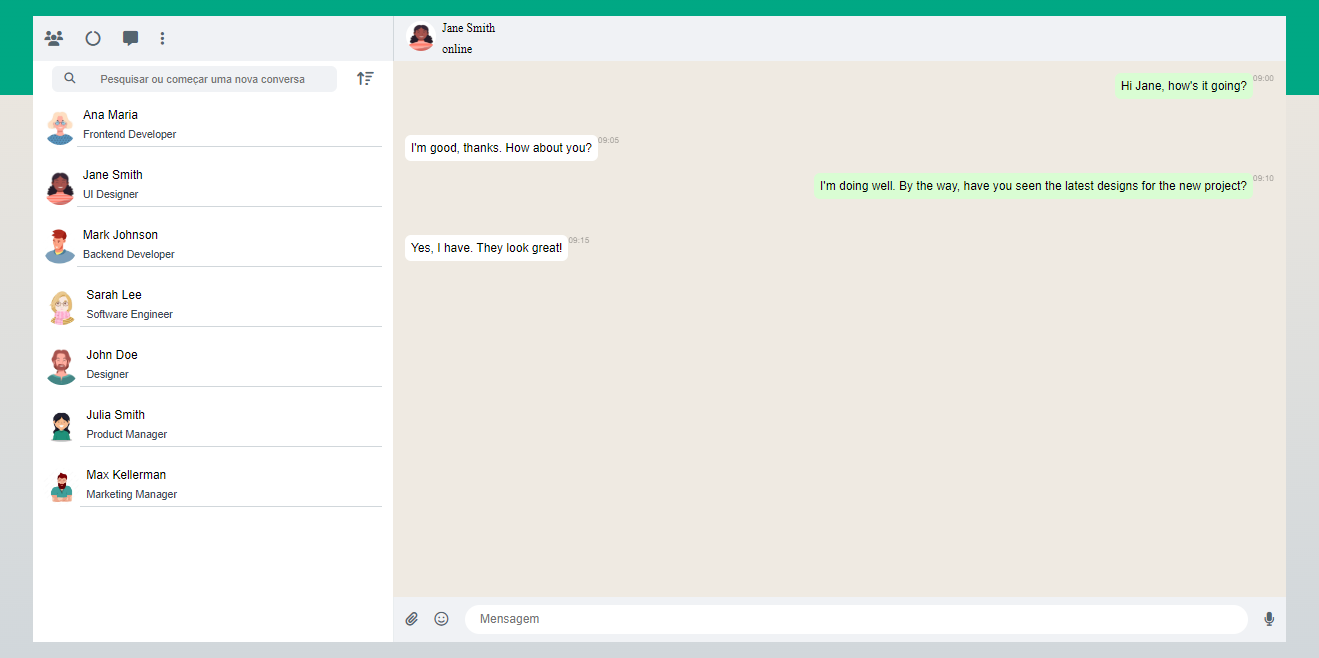 Pesquisar ou começar uma nova conversa
Ana Maria
Frontend Developer
Jane Smith
UI Designer
Mark Johnson
Backend Developer
Sarah Lee
Software Engineer
John Doe
Designer
Julia Smith
Product Manager
Max Kellerman
Marketing Manager
Jane Smith
online
Hi Jane, how's it going? 09:00
I'm good, thanks. How about you? 09:05
I'm doing well. By the way, have you seen the latest designs for the new project? 09:10
Yes, I have. They look great! 09:15
Mensagem